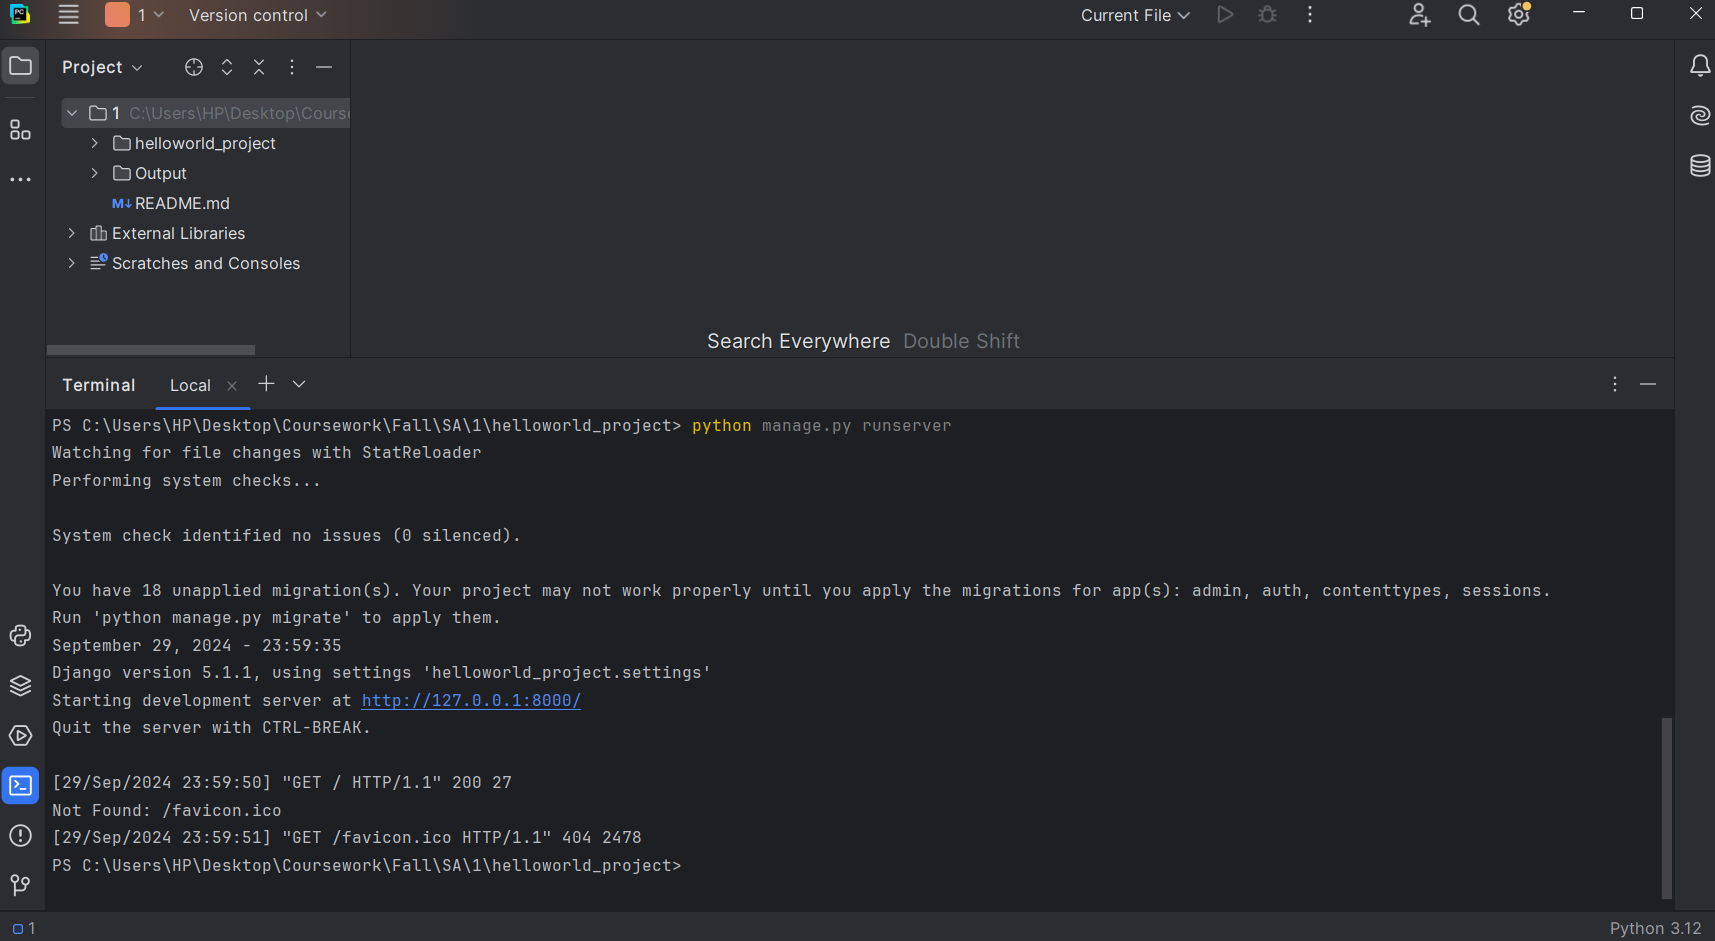 PC
1
Version control
Current File
Project
1 C:\Users\HP\Desktop\Course
helloworld_project
Output
M↓ README.md
External Libraries
Scratches and Consoles
Search Everywhere Double Shift
Terminal
Local
PS C:\Users\HP\Desktop\Coursework\Fall\SA\1\helloworld_project> python manage.py runserver
Watching for file changes with StatReloader
Performing system checks...
System check identified no issues (0 silenced).
You have 18 unapplied migration(s). Your project may not work properly until you apply the migrations for app(s): admin, auth, contenttypes, sessions.
Run 'python manage.py migrate' to apply them.
September 29, 2024 - 23:59:35
Django version 5.1.1, using settings 'helloworld_project.settings'
Starting development server at http://127.0.0.1:8000/
Quit the server with CTRL-BREAK.
[29/Sep/2024 23:59:50] "GET / HTTP/1.1" 200 27
Not Found: /favicon.ico
[29/Sep/2024 23:59:51] "GET /favicon.ico HTTP/1.1" 404 2478
PS C:\Users\HP\Desktop\Coursework\Fall\SA\1\helloworld_project>
1
Python 3.12